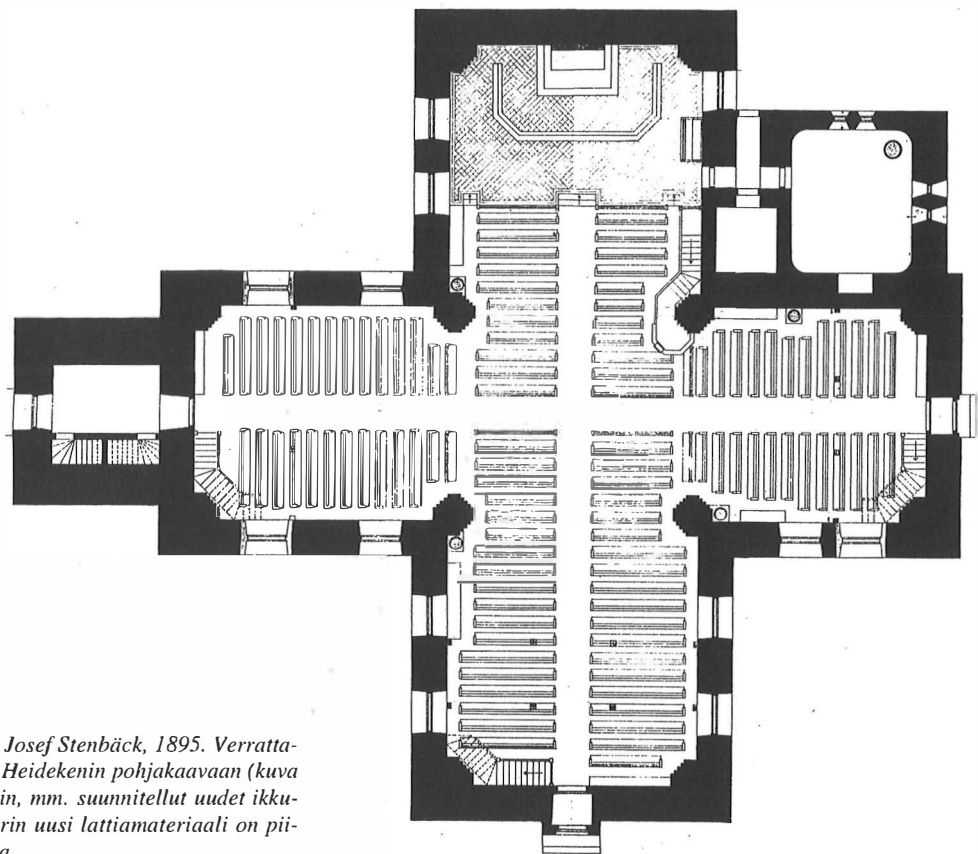 Josef Stenbäck, 1895. Verratta-
Heidekenin pohjakaavaan (kuva
in, mm. suunnitellut uudet ikku-
rin uusi lattiamateriaali on pii-
a